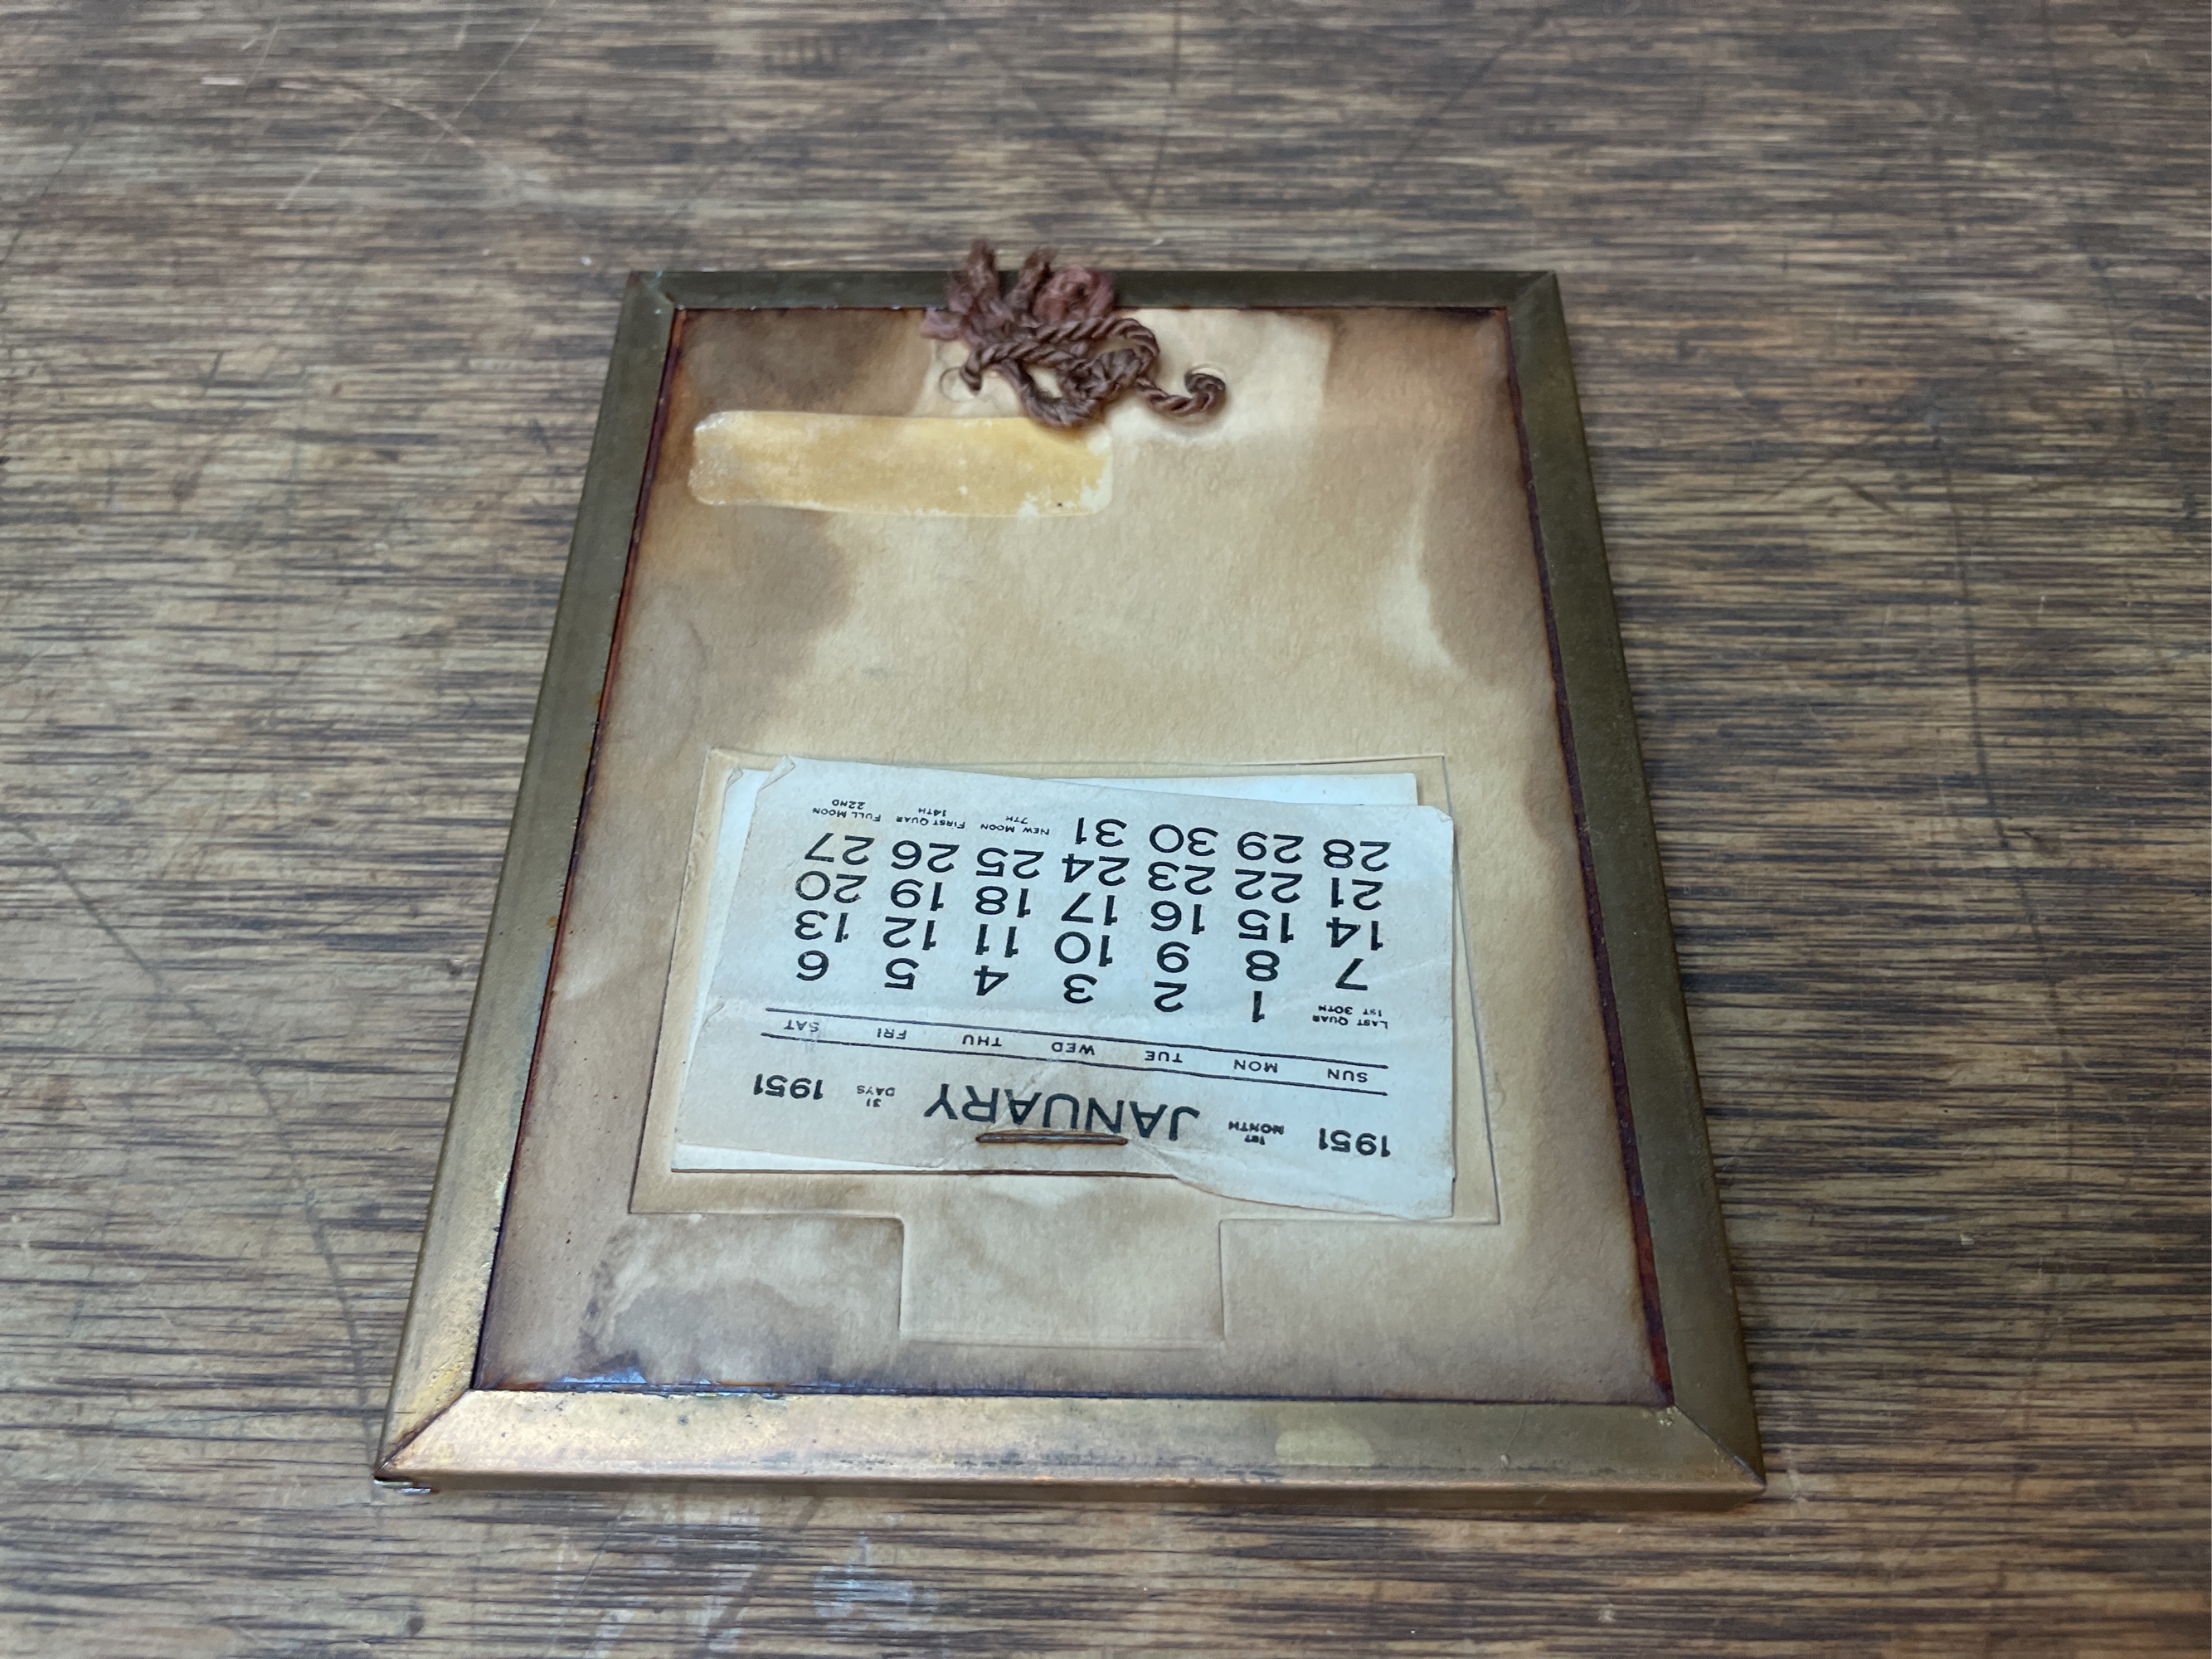 1951 1ST MONTH JANUARY 31 DAYS 1951
SUN MON TUE WED THU FRI SAT
LAST QUAR 1ST 30TH 1 2 3 4 5 6
7 8 9 10 11 12 13
14 15 16 17 18 19 20
21 22 23 24 25 26 27
28 29 30 31 NEW MOON 7TH FIRST QUAR 14TH FULL MOON 22ND